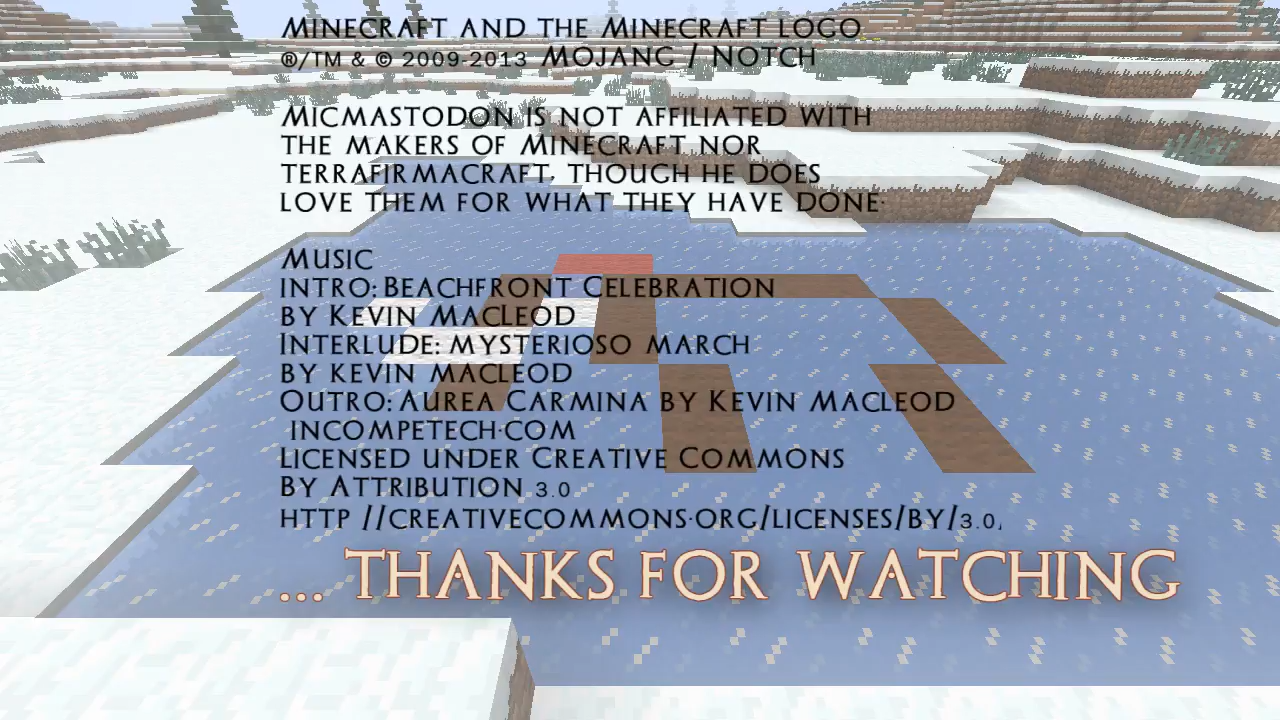 Minecraft and the Minecraft logo
®/TM & © 2009-2013 Mojang / Notch
Micmastodon is not affiliated with
the makers of Minecraft nor
Terrafirmacraft, though he does
love them for what they have done.
Music
Intro: Beachfront Celebration
by Kevin MacLeod
Interlude: Mysterioso March
by Kevin MacLeod
Outro: Aurea Carmina by Kevin MacLeod
incompetech.com
Licensed under Creative Commons
By Attribution 3.0
http //creativecommons.org/licenses/by/3.0/
... Thanks for watching